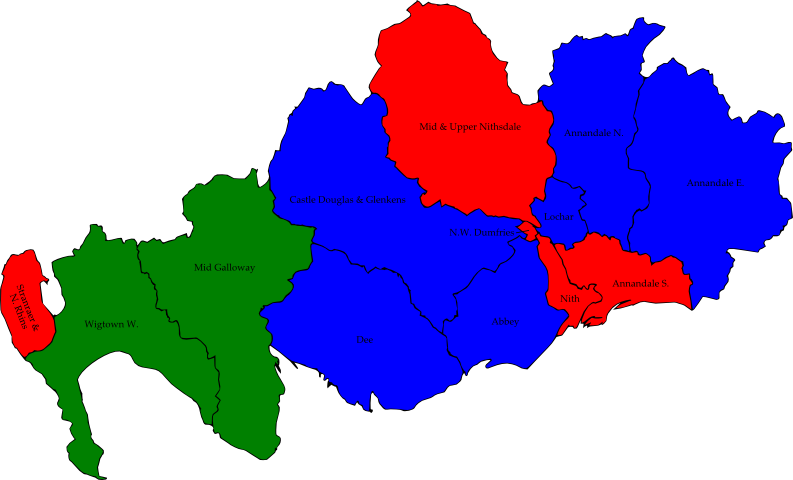 Mid & Upper Nithsdale
Annandale N.
Annandale E.
Castle Douglas & Glenkens
Lochar
N.W. Dumfries
Mid Galloway
Annandale S.
Stranraer &
N. Rhins
Nith
Wigtown W.
Abbey
Dee